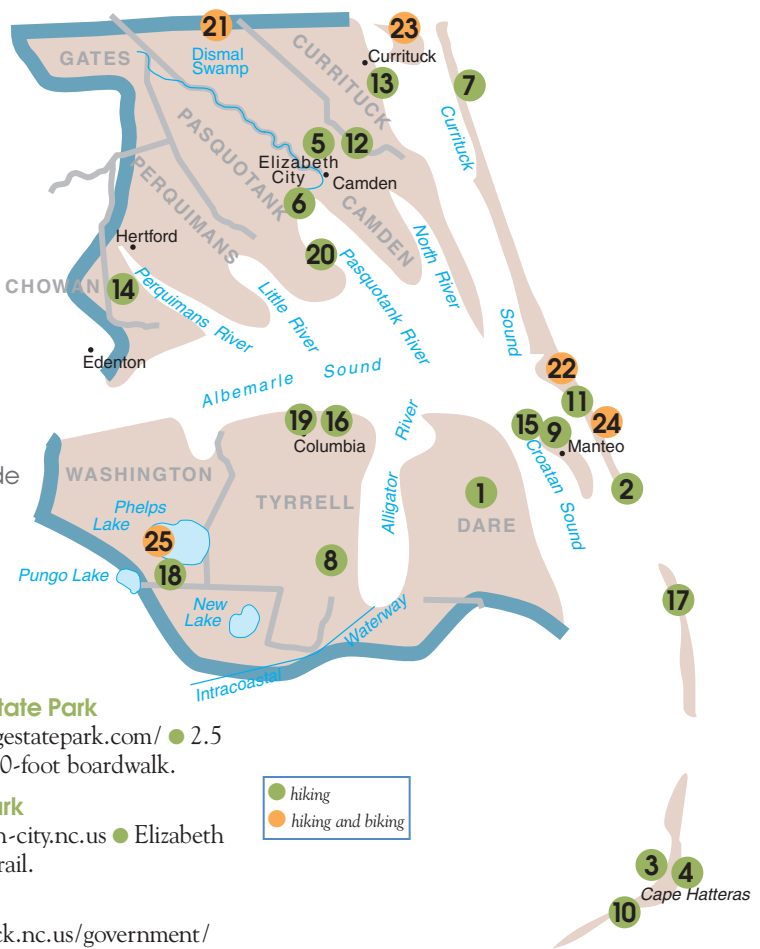 21
23
GATES
Dismal
Swamp
CURRITUCK
Currituck
13
7
Currituck
PASQUOTANK
5
12
Elizabeth
City
Camden
PERQUIMANS
6
CAMDEN
Hertford
20
North River
CHOWAN
14
Perquimans River
Little River
Pasquotank River
Sound
Edenton
22
Albemarle Sound
11
19
16
River
15
9
24
Columbia
Manteo
de
WASHINGTON
Croatan Sound
2
TYRRELL
Alligator
1
Phelps
Lake
DARE
25
8
Pungo Lake
18
17
New
Lake
Waterway
Intracoastal
tate Park
gestatepark.com/ ● 2.5
0-foot boardwalk.
hiking
hiking and biking
rk
h-city.nc.us ● Elizabeth
rail.
3
4
Cape Hatteras
10
ck.nc.us/government/